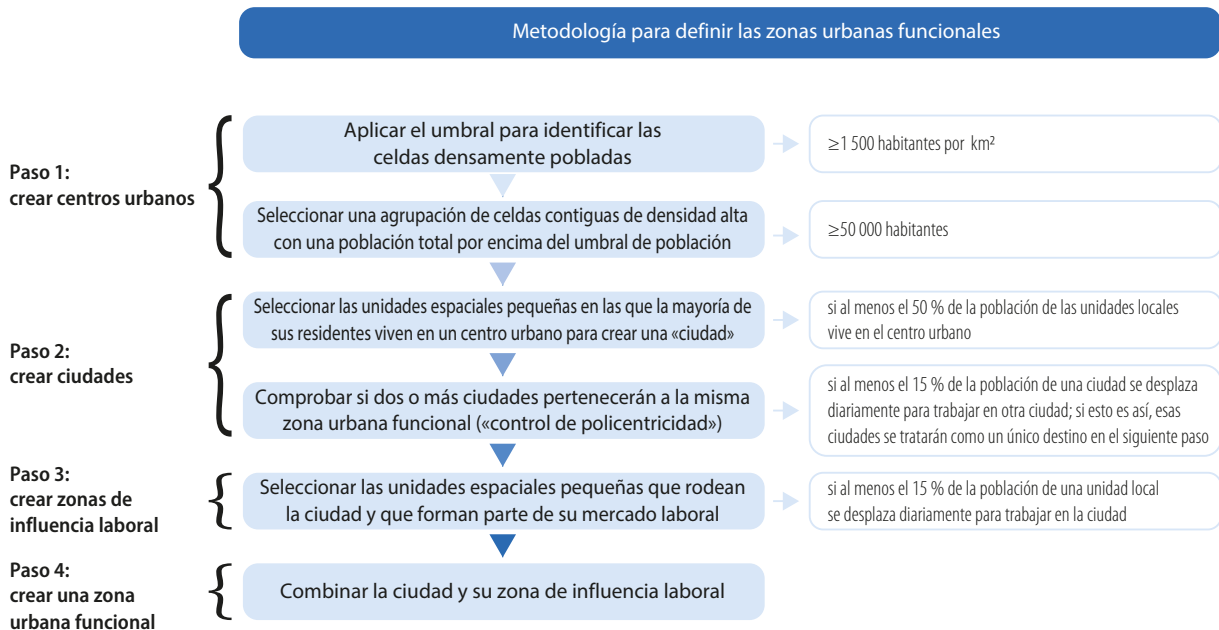 Metodología para definir las zonas urbanas funcionales
Paso 1:
crear centros urbanos
Aplicar el umbral para identificar las
celdas densamente pobladas
≥1 500 habitantes por km²
Seleccionar una agrupación de celdas contiguas de densidad alta
con una población total por encima del umbral de población
≥50 000 habitantes
Paso 2:
crear ciudades
Seleccionar las unidades espaciales pequeñas en las que la mayoría de
sus residentes viven en un centro urbano para crear una «ciudad»
si al menos el 50 % de la población de las unidades locales
vive en el centro urbano
Comprobar si dos o más ciudades pertenecerán a la misma
zona urbana funcional («control de policentricidad»)
si al menos el 15 % de la población de una ciudad se desplaza
diariamente para trabajar en otra ciudad; si esto es así, esas
ciudades se tratarán como un único destino en el siguiente paso
Paso 3:
crear zonas de
influencia laboral
Seleccionar las unidades espaciales pequeñas que rodean
la ciudad y que forman parte de su mercado laboral
si al menos el 15 % de la población de una unidad local
se desplaza diariamente para trabajar en la ciudad
Paso 4:
crear una zona
urbana funcional
Combinar la ciudad y su zona de influencia laboral